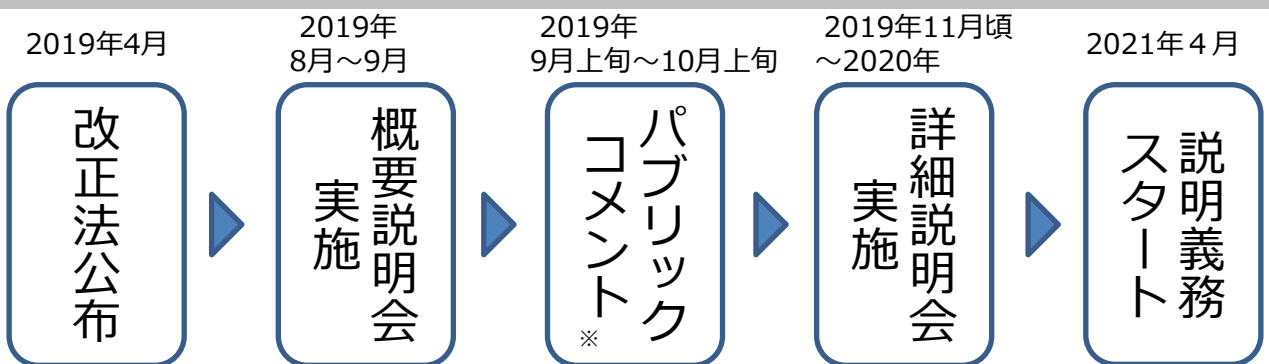 2019年4月
改正法公布
2019年
8月～9月
概要説明会
実施
2019年
9月上旬～10月上旬
パブリック
コメント※
2019年11月頃
～2020年
詳細説明会
実施
2021年４月
説明義務
スタート